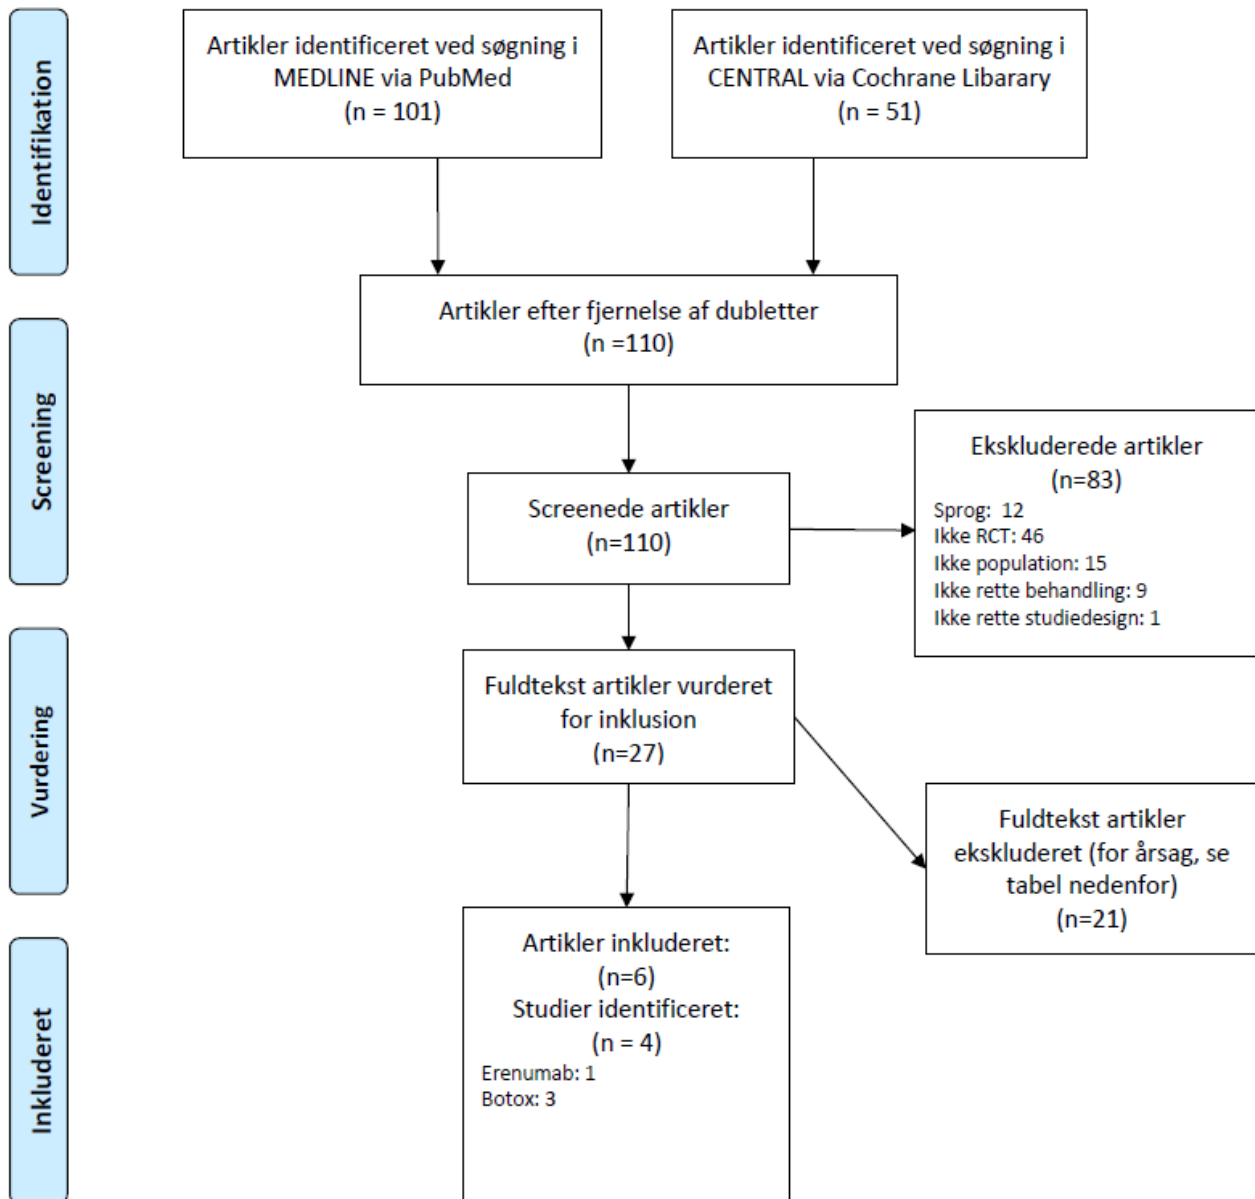 Identifikation
Artikler identificeret ved søgning i
MEDLINE via PubMed
(n = 101)
Artikler identificeret ved søgning i
CENTRAL via Cochrane Libarary
(n = 51)
Artikler efter fjernelse af dubletter
(n =110)
Screening
Screenede artikler
(n=110)
Ekskluderede artikler
(n=83)
Sprog: 12
Ikke RCT: 46
Ikke population: 15
Ikke rette behandling: 9
Ikke rette studiedesign: 1
Vurdering
Fuldtekst artikler vurderet
for inklusion
(n=27)
Fuldtekst artikler
ekskluderet (for årsag, se
tabel nedenfor)
(n=21)
Inkluderet
Artikler inkluderet:
(n=6)
Studier identificeret:
(n = 4)
Erenumab: 1
Botox: 3